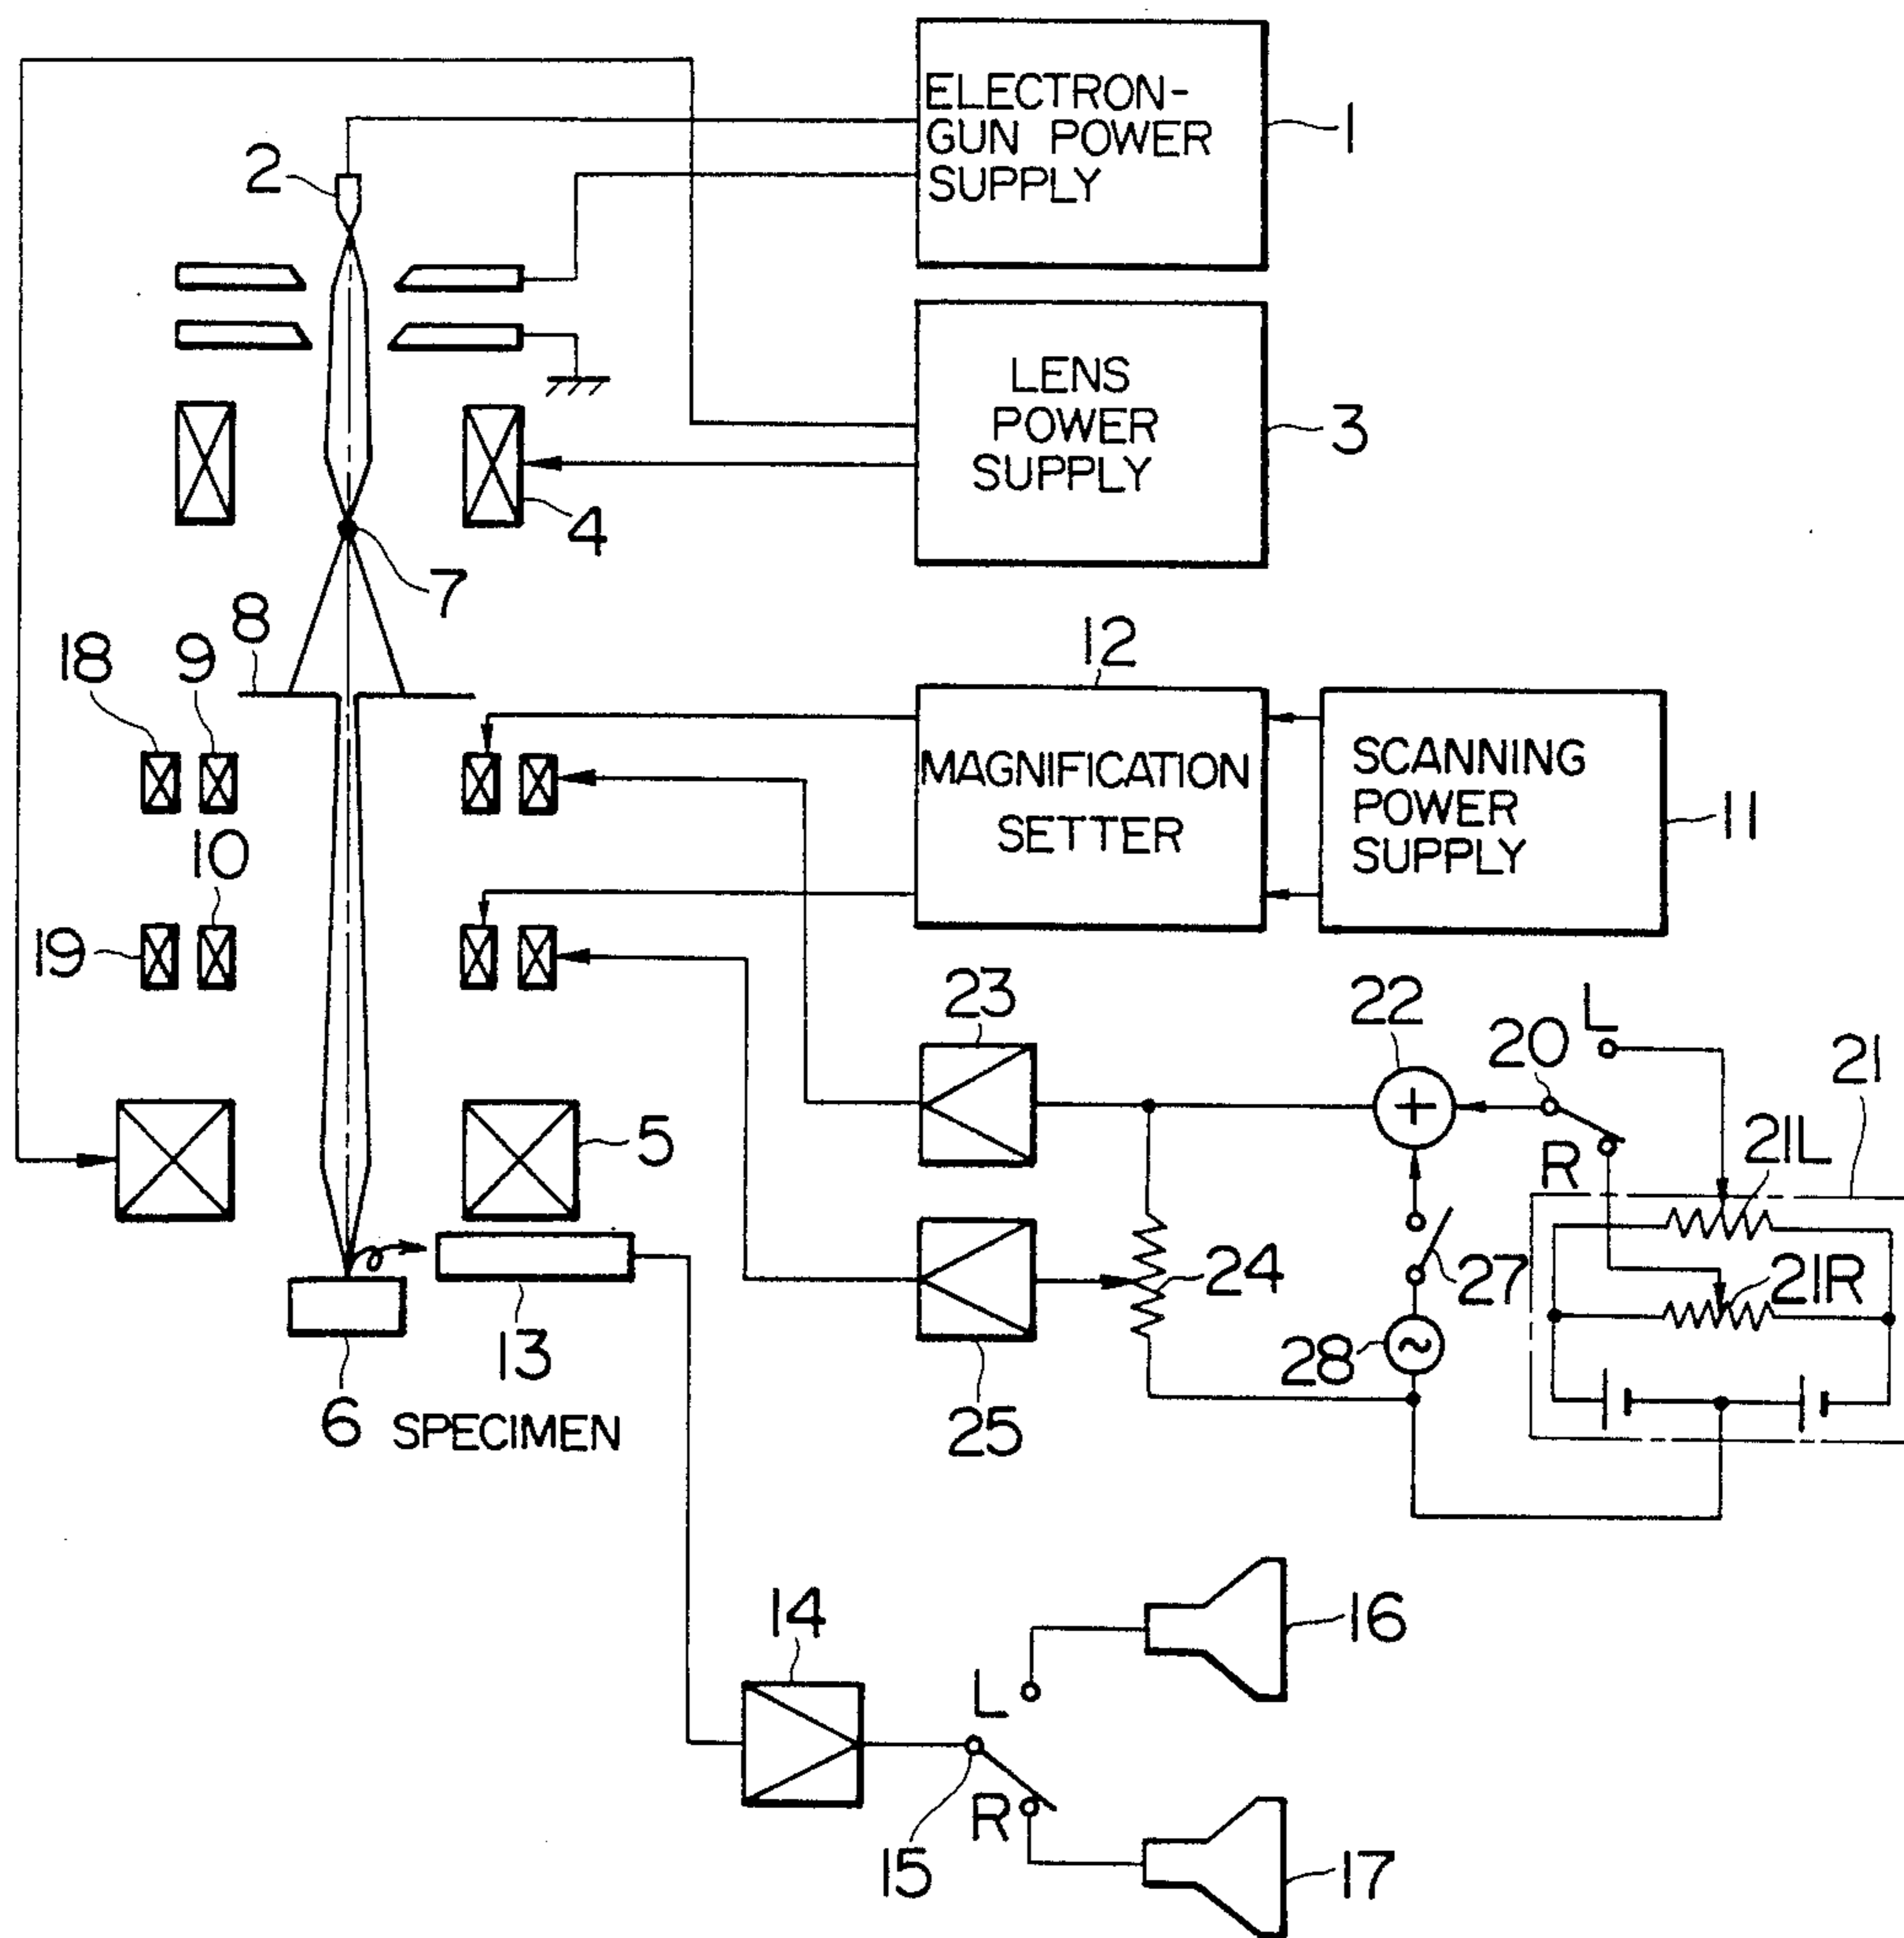 ELECTRON-
GUN POWER
SUPPLY
1
2
LENS
POWER
SUPPLY
3
4
7
8
18
9
12
MAGNIFICATION
SETTER
SCANNING
POWER
SUPPLY
11
10
19
23
22
20
L
21
5
R
21L
24
27
21R
13
28
6 SPECIMEN
25
14
16
L
R
15
17